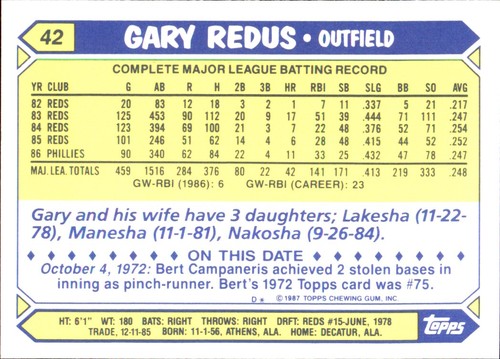 42 GARY REDUS • OUTFIELD
COMPLETE MAJOR LEAGUE BATTING RECORD
YR CLUB G AB R H 2B 3B HR RBI SB SLG BB SO AVG
82 REDS 20 83 12 18 3 2 1 7 11 .337 5 21 .217
83 REDS 125 453 90 112 20 9 17 51 39 .444 71 111 .247
84 REDS 123 394 69 100 21 3 7 22 48 .376 52 71 .254
85 REDS 101 246 51 62 14 4 6 28 48 .415 44 52 .252
86 PHILLIES 90 340 62 84 22 4 11 33 25 .432 47 78 .247
MAJ. LEA. TOTALS 459 1516 284 376 80 22 42 141 171 .413 219 333 .248
GW-RBI (1986): 6 GW-RBI (CAREER): 23
Gary and his wife have 3 daughters; Lakesha (11-22-
78), Manesha (11-1-81), Nakosha (9-26-84).
ON THIS DATE
October 4, 1972: Bert Campaneris achieved 2 stolen bases in
inning as pinch-runner. Bert's 1972 Topps card was #75.
D* ©1987 TOPPS CHEWING GUM, INC
HT: 6'1" WT: 180 BATS: RIGHT THROWS: RIGHT DRFT: REDS #15-JUNE, 1978
TRADE, 12-11-85 BORN: 11-1-56, ATHENS, ALA. HOME: DECATUR, ALA.
TOPPS